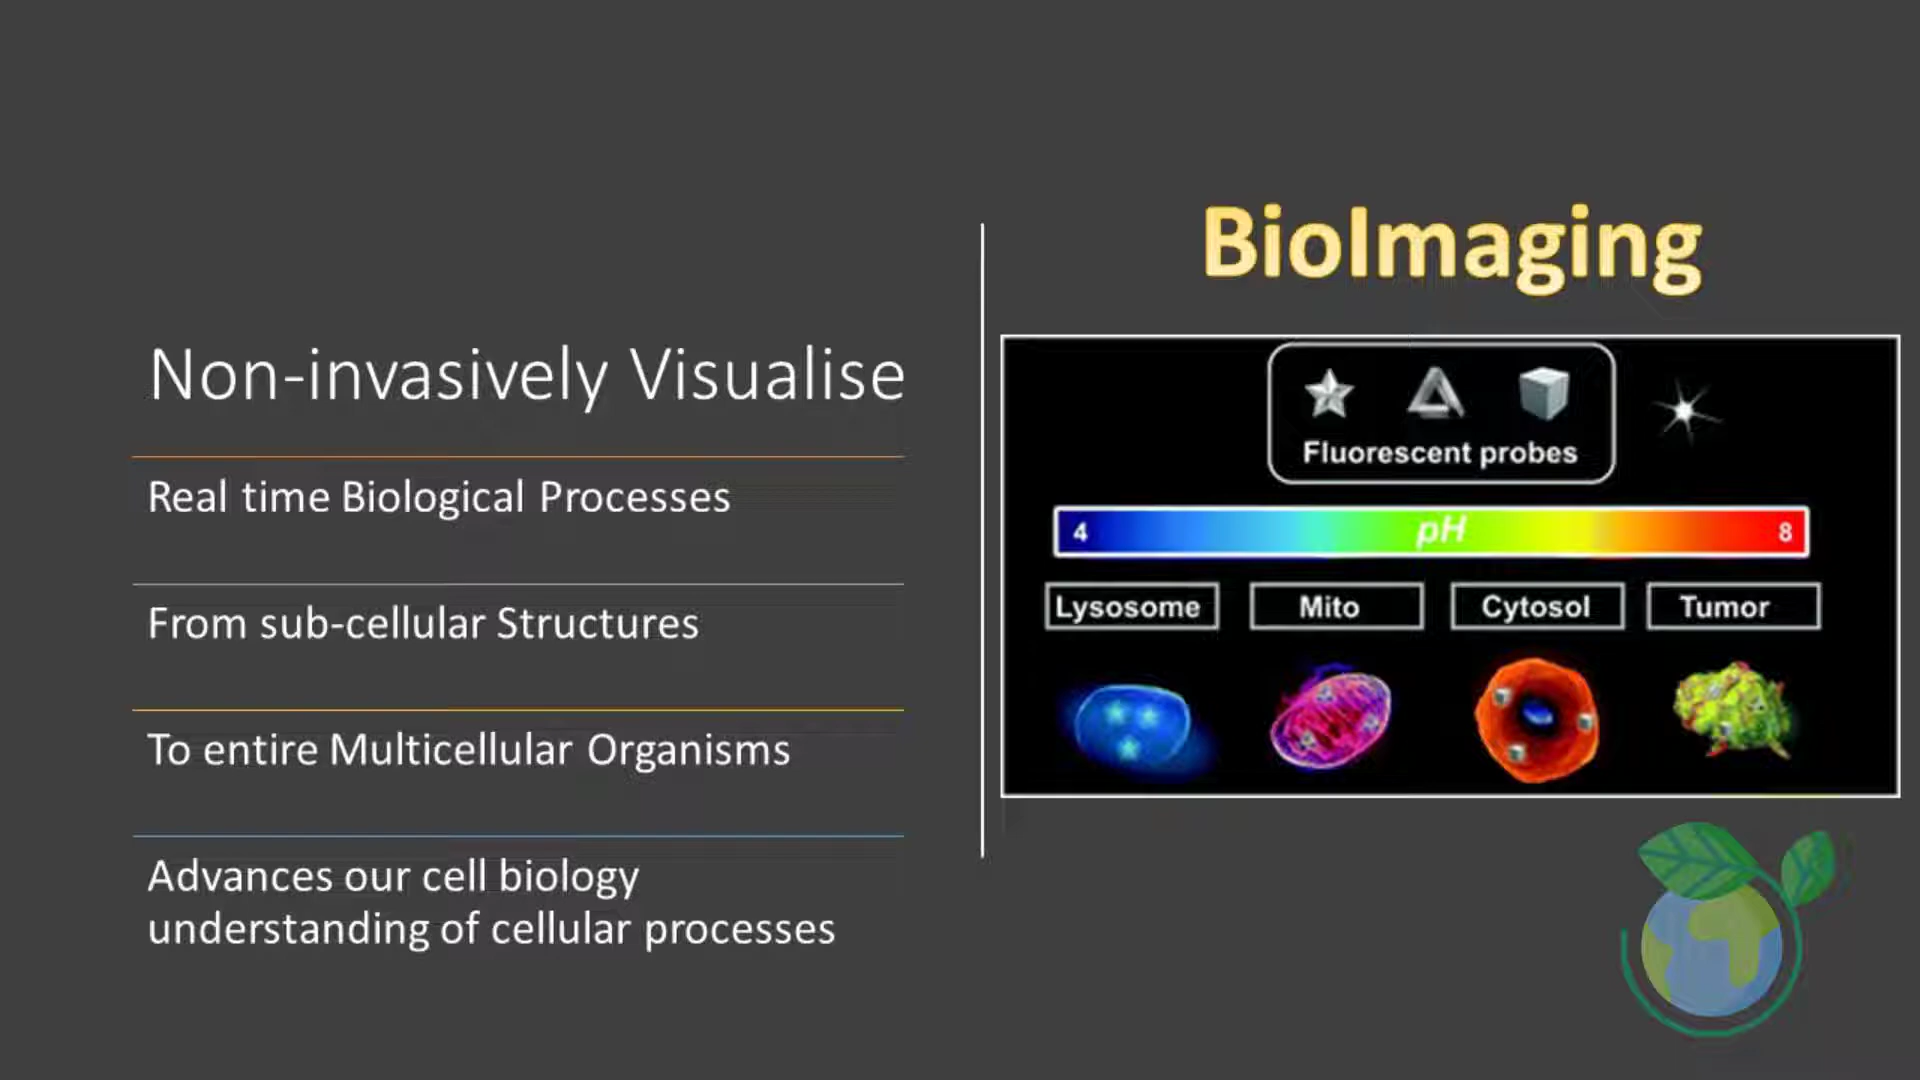 Non-invasively Visualise
Real time Biological Processes
From sub-cellular Structures
To entire Multicellular Organisms
Advances our cell biology
understanding of cellular processes
BioImaging
Fluorescent probes
4 pH 8
Lysosome Mito Cytosol Tumor